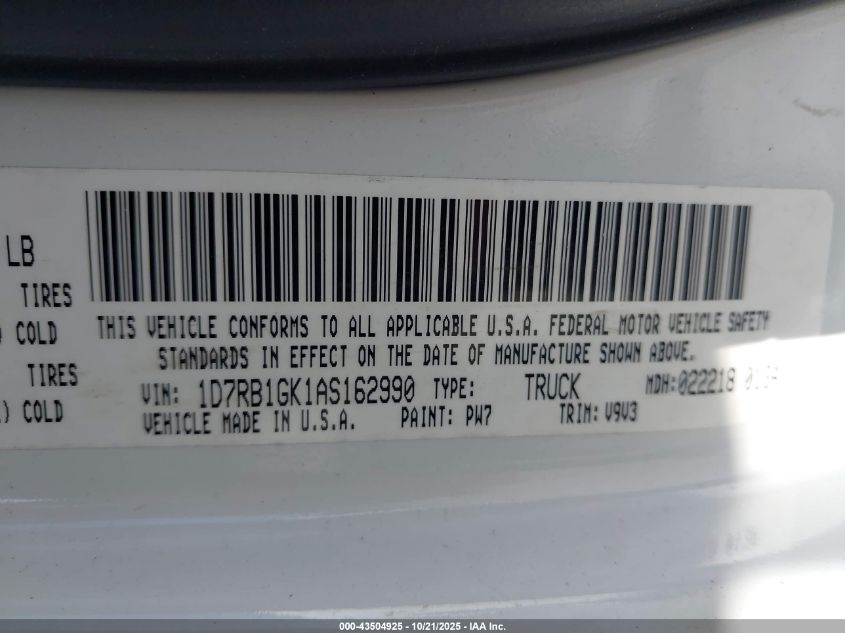 LB
TIRES
COLD
TIRES
) COLD
THIS VEHICLE CONFORMS TO ALL APPLICABLE U.S.A. FEDERAL MOTOR VEHICLE SAFETY
STANDARDS IN EFFECT ON THE DATE OF MANUFACTURE SHOWN ABOVE.
VIN: 1D7RB1GK1AS162990 TYPE: TRUCK MDH:022218
VEHICLE MADE IN U.S.A. PAINT: PW7 TRIM: V9V3
000-43504925 - 10/21/2025 - IAA Inc.